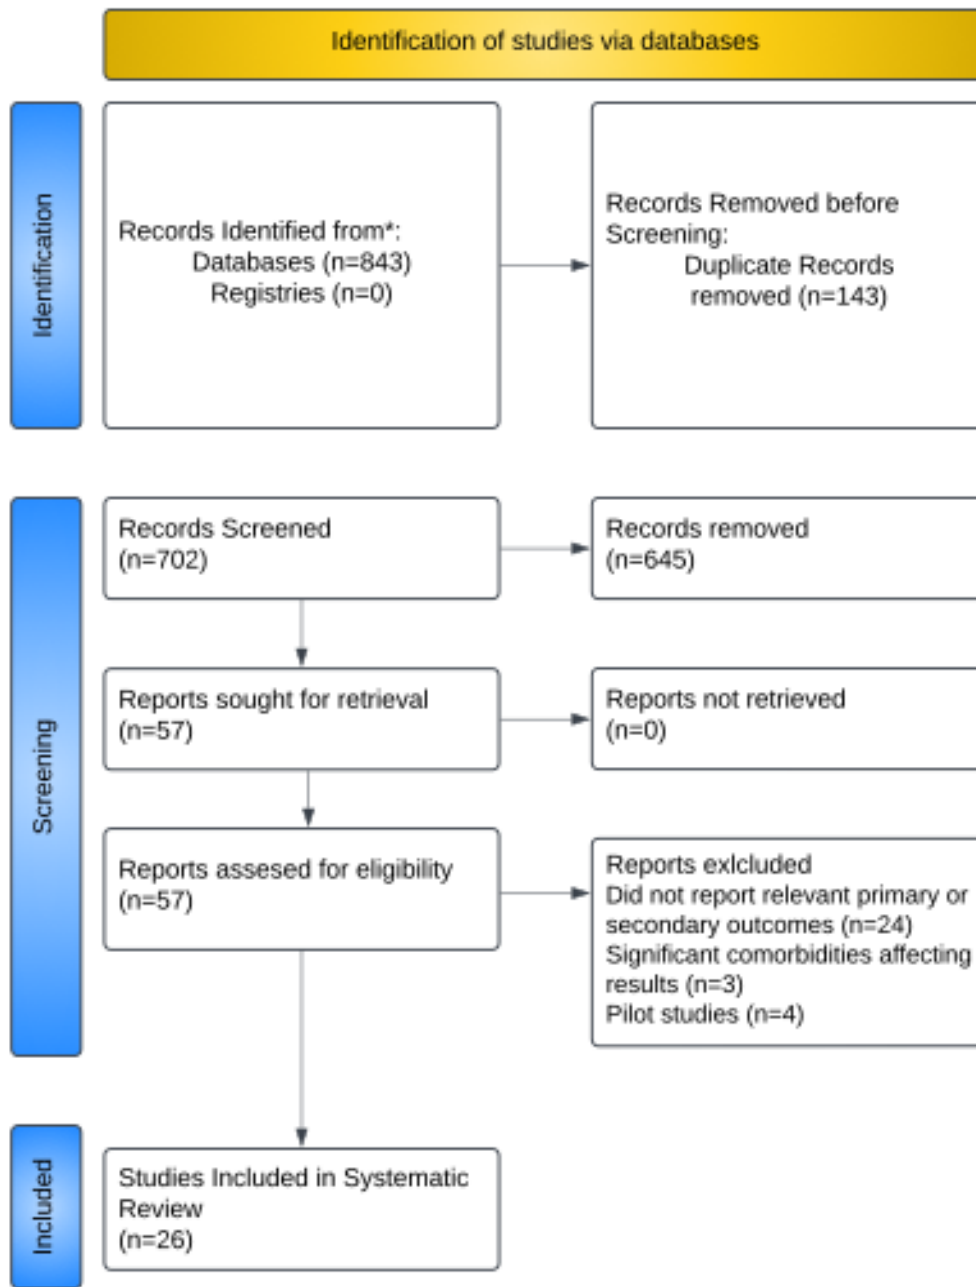 Identification of studies via databases
Identification
Records Identified from*:
Databases (n=843)
Registries (n=0)
Records Removed before
Screening:
Duplicate Records
removed (n=143)
Screening
Records Screened
(n=702)
Records removed
(n=645)
Reports sought for retrieval
(n=57)
Reports not retrieved
(n=0)
Reports assesed for eligibility
(n=57)
Reports exlcluded
Did not report relevant primary or
secondary outcomes (n=24)
Significant comorbidities affecting
results (n=3)
Pilot studies (n=4)
Included
Studies Included in Systematic
Review
(n=26)